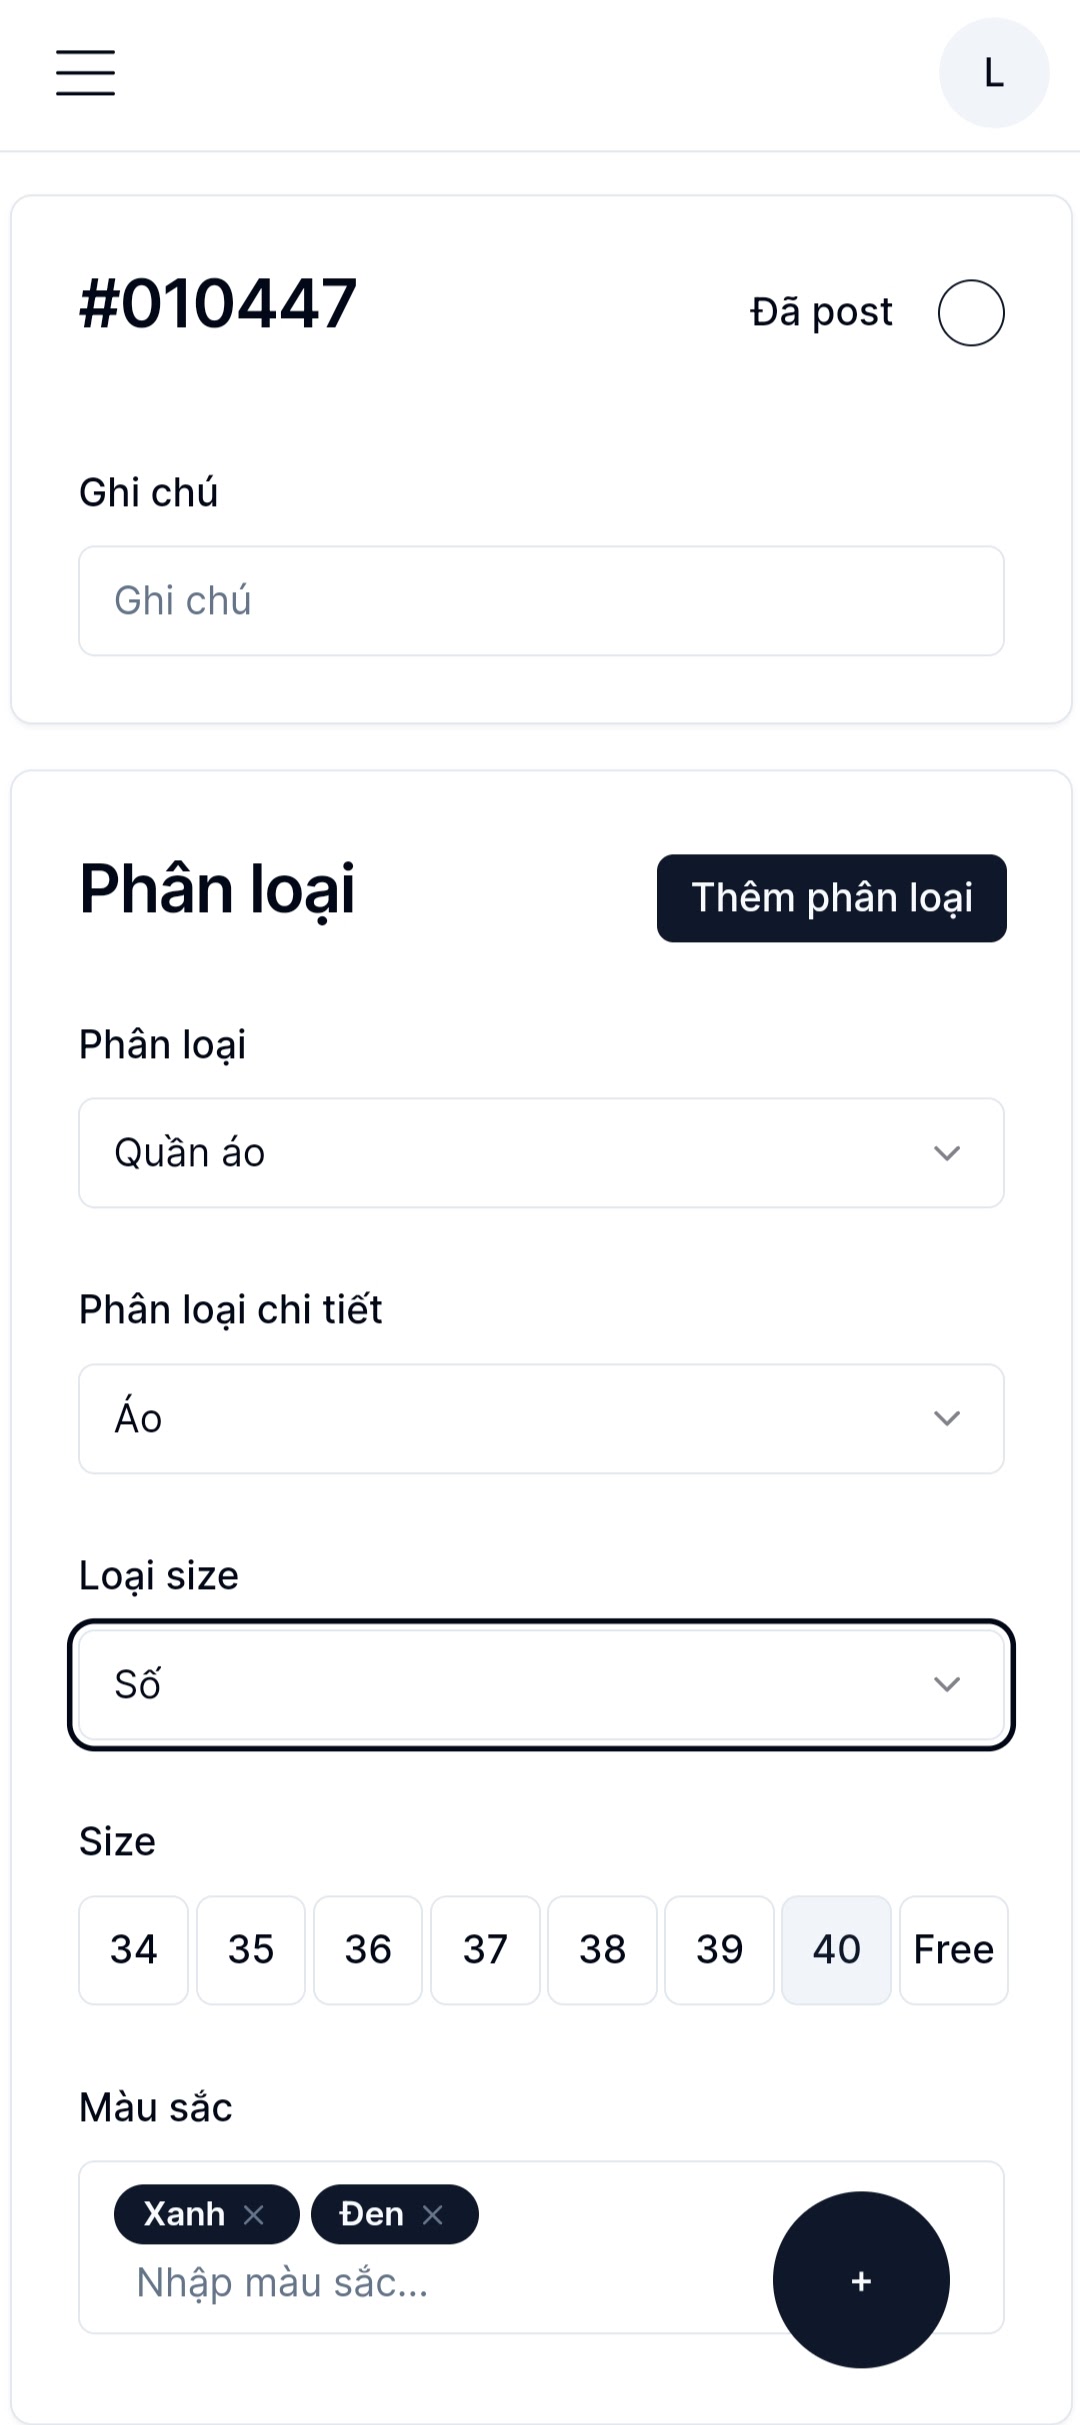 L
#010447
Đã post
Ghi chú
Ghi chú
Phân loại
Thêm phân loại
Phân loại
Quần áo
Phân loại chi tiết
Áo
Loại size
Số
Size
34 35 36 37 38 39 40 Free
Màu sắc
Xanh × Đen ×
Nhập màu sắc...
+